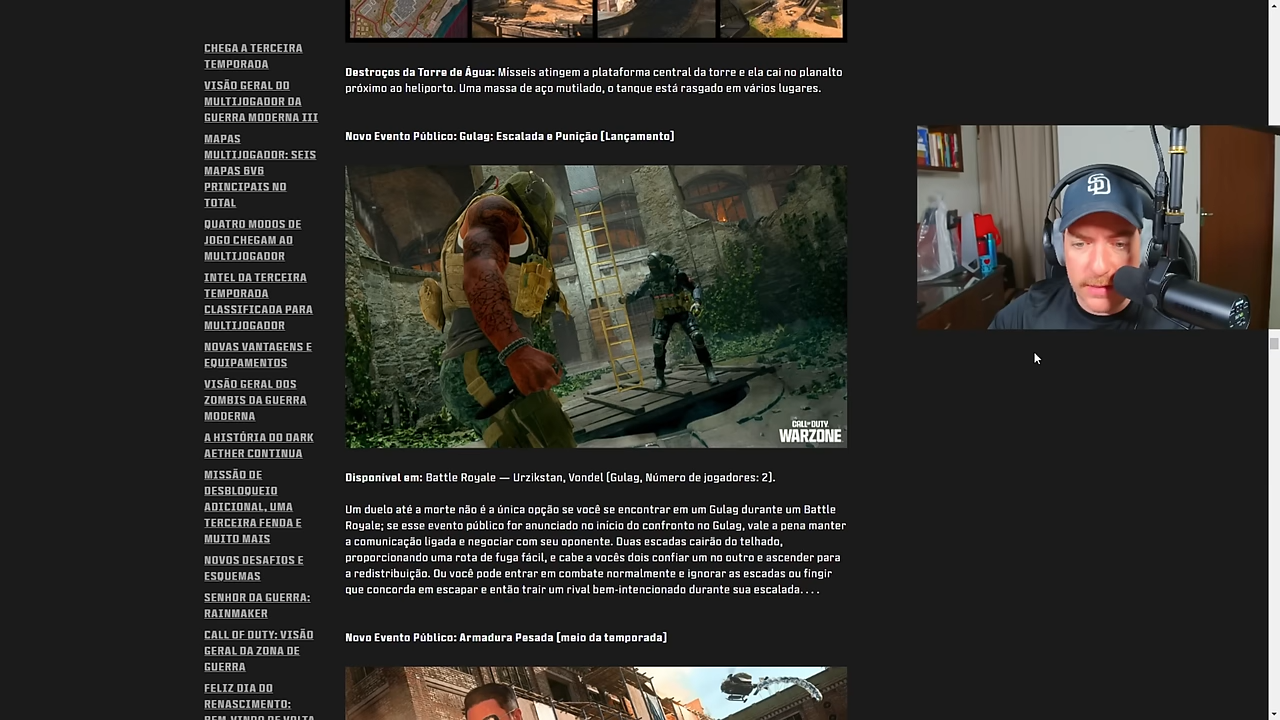 CHEGA A TERCEIRA
TEMPORADA
VISÃO GERAL DO
MULTIJOGADOR DA
GUERRA MODERNA III
MAPAS
MULTIJOGADOR: SEIS
MAPAS 6V6
PRINCIPAIS NO
TOTAL
QUATRO MODOS DE
JOGO CHEGAM AO
MULTIJOGADOR
INTEL DA TERCEIRA
TEMPORADA
CLASSIFICADA PARA
MULTIJOGADOR
NOVAS VANTAGENS E
EQUIPAMENTOS
VISÃO GERAL DOS
ZOMBIS DA GUERRA
MODERNA
A HISTÓRIA DO DARK
AETHER CONTINUA
MISSÃO DE
DESBLOQUEIO
ADICIONAL, UMA
TERCEIRA FENDA E
MUITO MAIS
NOVOS DESAFIOS E
ESQUEMAS
SENHOR DA GUERRA:
RAINMAKER
CALL OF DUTY: VISÃO
GERAL DA ZONA DE
GUERRA
FELIZ DIA DO
RENASCIMENTO:
BEM-VINDO DE VOLTA
Destroços da Torre de Água: Mísseis atingem a plataforma central da torre e ela cai no planalto
próximo ao heliporto. Uma massa de aço mutilado, o tanque está rasgado em vários lugares.
Novo Evento Público: Gulag: Escalada e Punição (Lançamento)
CALL OF DUTY
WARZONE
Disponível em: Battle Royale — Urzikstan, Vondel (Gulag, Número de jogadores: 2).
Um duelo até a morte não é a única opção se você se encontrar em um Gulag durante um Battle
Royale; se esse evento público for anunciado no início do confronto no Gulag, vale a pena manter
a comunicação ligada e negociar com seu oponente. Duas escadas cairão do telhado,
proporcionando uma rota de fuga fácil, e cabe a vocês dois confiar um no outro e ascender para
a redistribuição. Ou você pode entrar em combate normalmente e ignorar as escadas ou fingir
que concorda em escapar e então trair um rival bem-intencionado durante sua escalada. . . .
Novo Evento Público: Armadura Pesada (meio da temporada)
SD